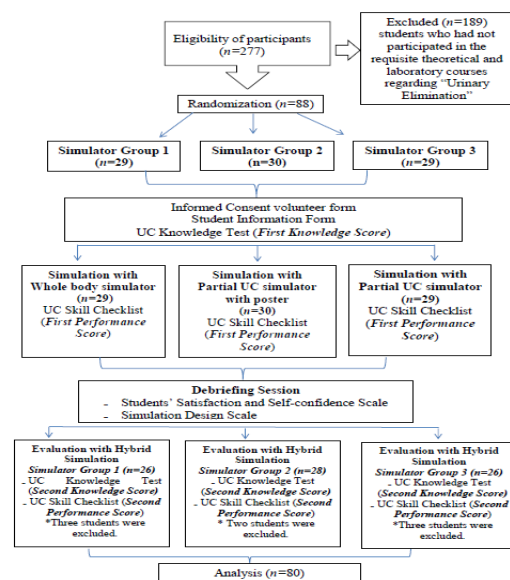 Eligibility of participants
(n=277)
Excluded (n=189)
students who had not
participated in the
requisite theoretical and
laboratory courses
regarding “Urinary
Elimination”
Randomization (n=88)
Simulator Group 1
(n=29)
Simulator Group 2
(n=30)
Simulator Group 3
(n=29)
Informed Consent volunteer form
Student Information Form
UC Knowledge Test (First Knowledge Score)
Simulation with
Whole body simulator
(n=29)
UC Skill Checklist
(First Performance
Score)
Simulation with
Partial UC simulator
with poster
(n=30)
UC Skill Checklist
(First Performance
Score)
Simulation with
Partial UC simulator
(n=29)
UC Skill Checklist
(First Performance
Score)
Debriefing Session
- Students’ Satisfaction and Self-confidence Scale
- Simulation Design Scale
Evaluation with Hybrid
Simulation
Simulator Group 1 (n=26)
- UC Knowledge Test
(Second Knowledge Score)
- UC Skill Checklist (Second
Performance Score)
*Three students were
excluded.
Evaluation with Hybrid
Simulation
Simulator Group 2 (n=28)
- UC Knowledge Test
(Second Knowledge Score)
- UC Skill Checklist (Second
Performance Score)
* Two students were
excluded.
Evaluation with Hybrid
Simulation
Simulator Group 3 (n=26)
- UC Knowledge Test
(Second Knowledge Score)
- UC Skill Checklist (Second
Performance Score)
*Three students were
excluded.
Analysis (n=80)